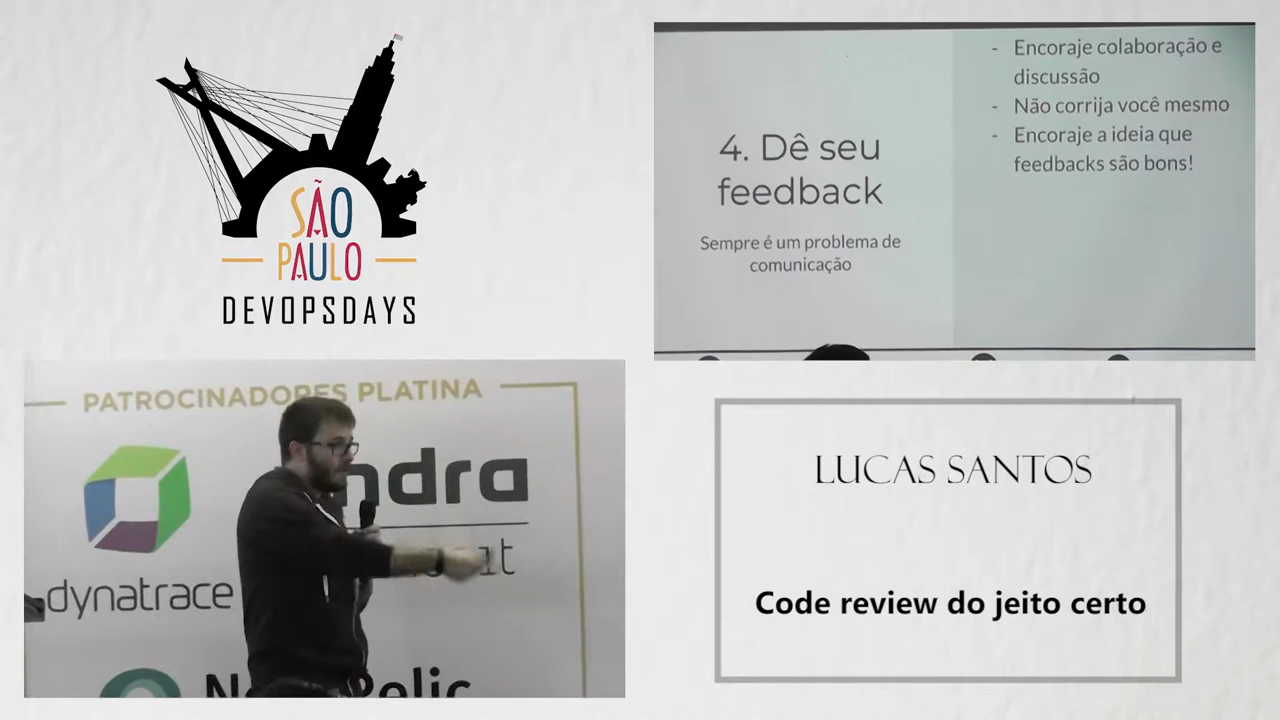 SÃO
PAULO
DEVOPSDAYS
4. Dê seu
feedback
Sempre é um problema de
comunicação
- Encoraje colaboração e
discussão
- Não corrija você mesmo
- Encoraje a ideia que
feedbacks são bons!
PATROCINADORES PLATINA
dynatrace
LUCAS SANTOS
Code review do jeito certo